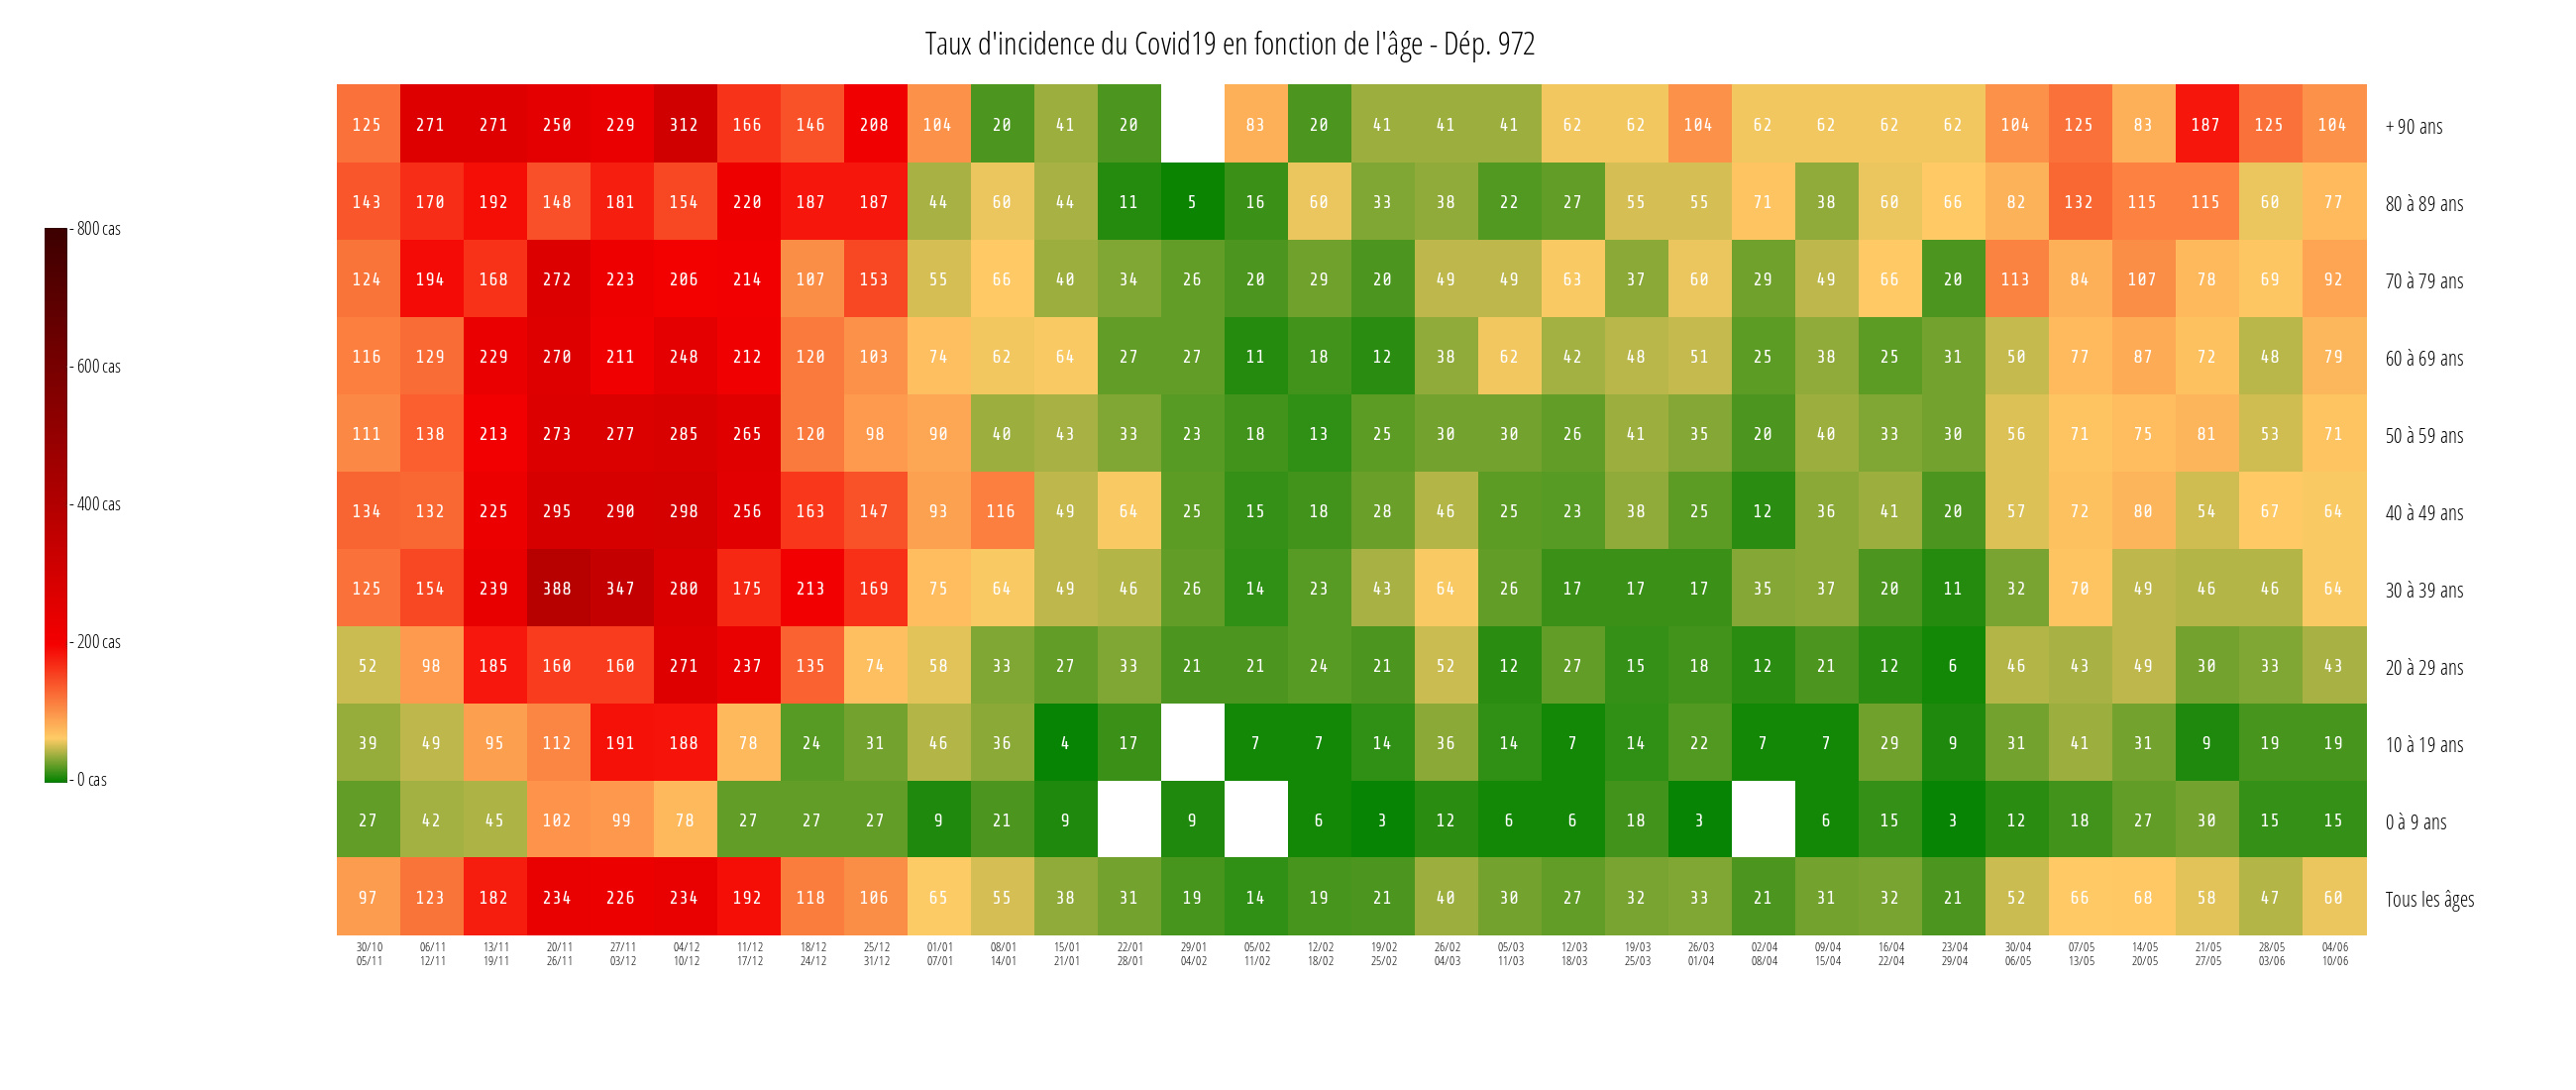 Taux d'incidence du Covid19 en fonction de l'âge - Dép. 972
- 800 cas
- 600 cas
- 400 cas
- 200 cas
- 0 cas
125 271 271 250 229 312 166 146 208 104 20 41 20 83 20 41 41 41 62 62 104 62 62 62 62 104 125 83 187 125 104 + 90 ans
143 170 192 148 181 154 220 187 187 44 60 44 11 5 16 60 33 38 22 27 55 55 71 38 60 66 82 132 115 115 60 77 80 à 89 ans
124 194 168 272 223 206 214 107 153 55 66 40 34 26 20 29 20 49 49 63 37 60 29 49 66 20 113 84 107 78 69 92 70 à 79 ans
116 129 229 270 211 248 212 120 103 74 62 64 27 27 11 18 12 38 62 42 48 51 25 38 25 31 50 77 87 72 48 79 60 à 69 ans
111 138 213 273 277 285 265 120 98 90 40 43 33 23 18 13 25 30 30 26 41 35 20 40 33 30 56 71 75 81 53 71 50 à 59 ans
134 132 225 295 290 298 256 163 147 93 116 49 64 25 15 18 28 46 25 23 38 25 12 36 41 20 57 72 80 54 67 64 40 à 49 ans
125 154 239 388 347 280 175 213 169 75 64 49 46 26 14 23 43 64 26 17 17 17 35 37 20 11 32 70 49 46 46 64 30 à 39 ans
52 98 185 160 160 271 237 135 74 58 33 27 33 21 21 24 21 52 12 27 15 18 12 21 12 6 46 43 49 30 33 43 20 à 29 ans
39 49 95 112 191 188 78 24 31 46 36 4 17 7 7 14 36 14 7 14 22 7 7 29 9 31 41 31 9 19 19 10 à 19 ans
27 42 45 102 99 78 27 27 27 9 21 9 9 6 3 12 6 6 18 3 6 15 3 12 18 27 30 15 15 0 à 9 ans
97 123 182 234 226 234 192 118 106 65 55 38 31 19 14 19 21 40 30 27 32 33 21 31 32 21 52 66 68 58 47 60 Tous les âges
30/10 06/11 13/11 20/11 27/11 04/12 11/12 18/12 25/12 01/01 08/01 15/01 22/01 29/01 05/02 12/02 19/02 26/02 05/03 12/03 19/03 26/03 02/04 09/04 16/04 23/04 30/04 07/05 14/05 21/05 28/05 04/06
05/11 12/11 19/11 26/11 03/12 10/12 17/12 24/12 31/12 07/01 14/01 21/01 28/01 04/02 11/02 18/02 25/02 04/03 11/03 18/03 25/03 01/04 08/04 15/04 22/04 29/04 06/05 13/05 20/05 27/05 03/06 10/06